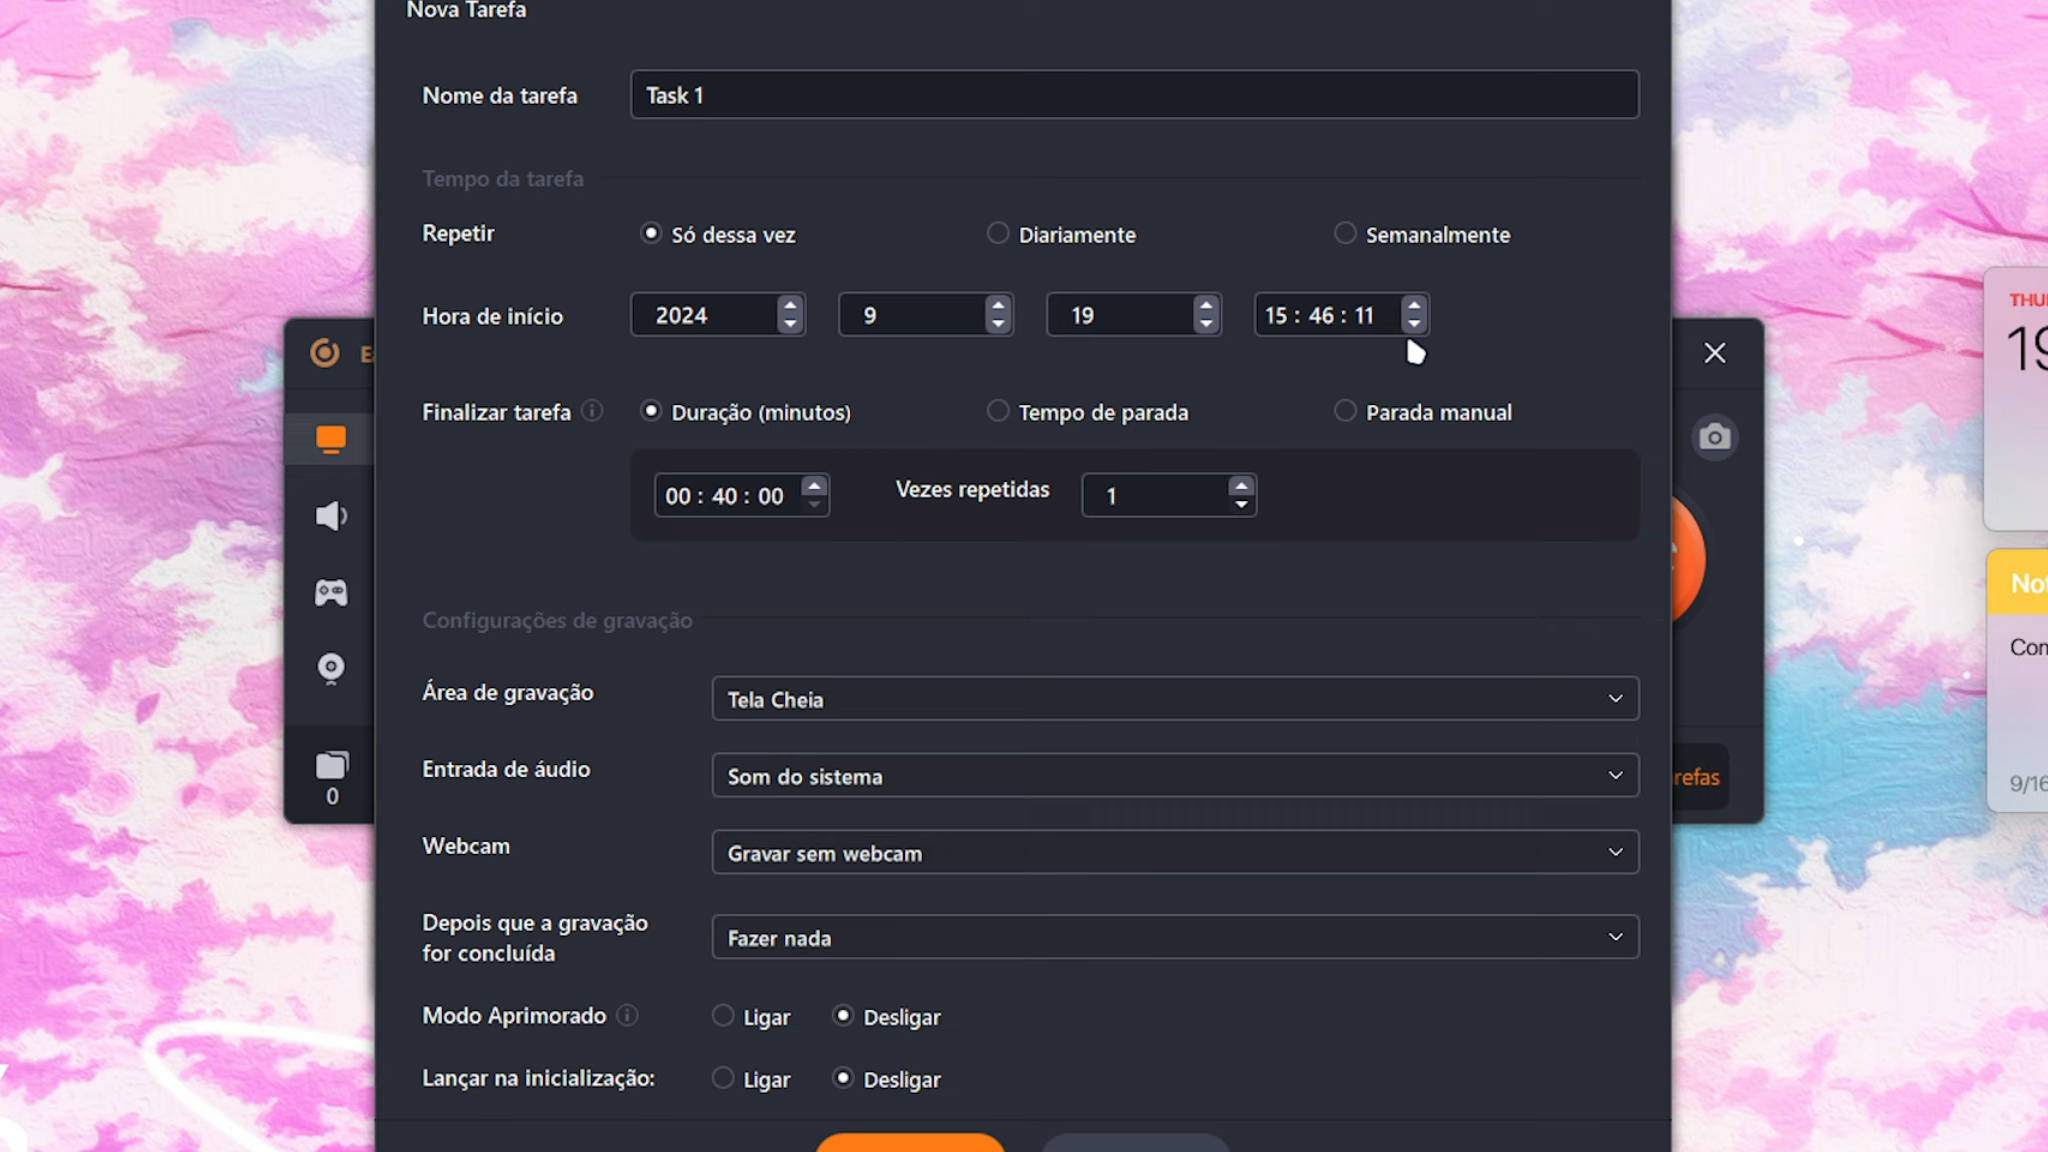 Nova Tarefa
Nome da tarefa Task 1
Tempo da tarefa
Repetir Só dessa vez Diariamente Semanalmente
Hora de início 2024 9 19 15 : 46 : 11
Finalizar tarefa Duração (minutos) Tempo de parada Parada manual
00 : 40 : 00 Vezes repetidas 1
Configurações de gravação
Área de gravação Tela Cheia
Entrada de áudio Som do sistema
Webcam Gravar sem webcam
Depois que a gravação
for concluída Fazer nada
Modo Aprimorado Ligar Desligar
Lançar na inicialização: Ligar Desligar
0
refas
THU
19
Not
Con
9/16